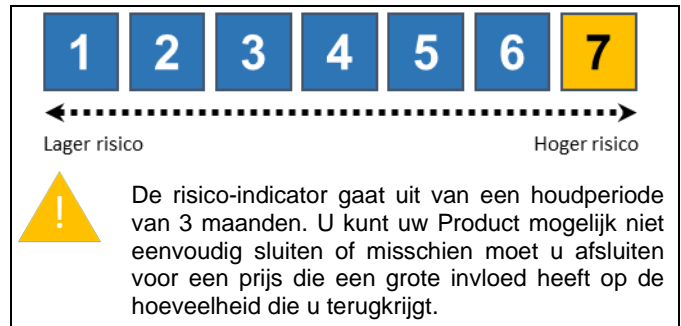 1 2 3 4 5 6 7
Lager risico Hoger risico
!
De risico-indicator gaat uit van een houdperiode
van 3 maanden. U kunt uw Product mogelijk niet
eenvoudig sluiten of misschien moet u afsluiten
voor een prijs die een grote invloed heeft op de
hoeveelheid die u terugkrijgt.